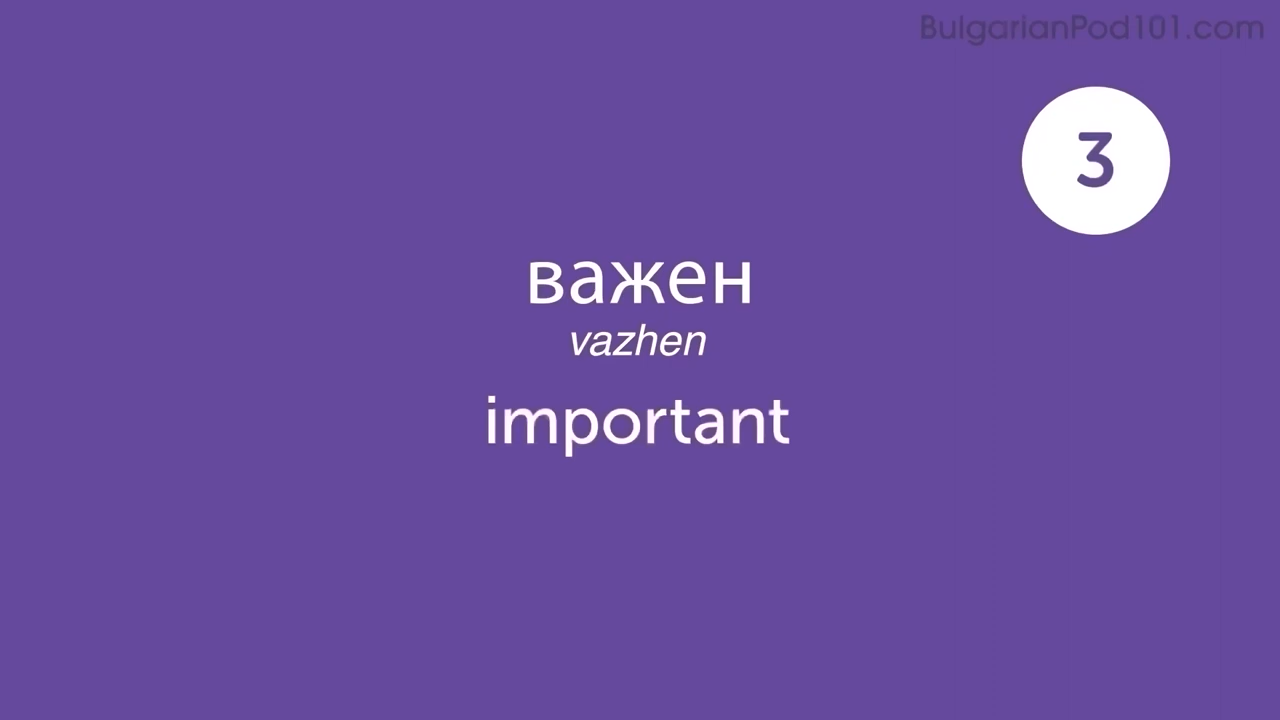 BulgarianPod101.com
3
важен
vazhen
important